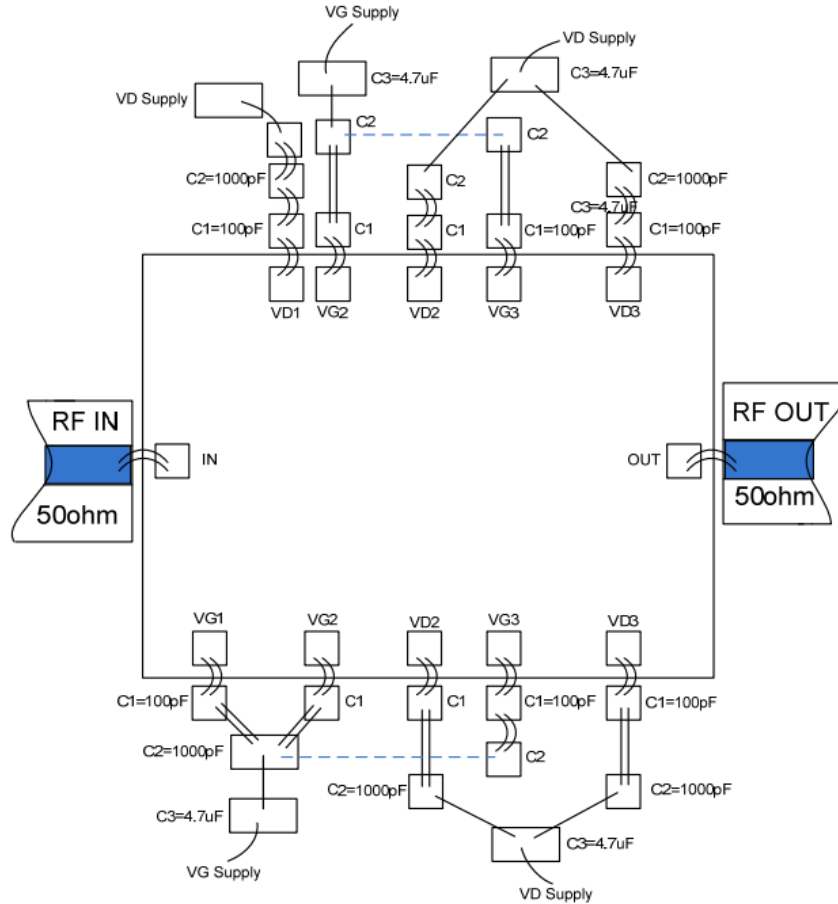 VG Supply
VD Supply
C3=4.7uF
C3=4.7uF
VD Supply
C2
C2
C2=1000pF
C2
C2=1000pF
C3=4.7uF
C1=100pF
C1
C1
C1=100pF
C1=100pF
VD1
VG2
VD2
VG3
VD3
RF IN
RF OUT
IN
OUT
50ohm
50ohm
VG1
VG2
VD2
VG3
VD3
C1=100pF
C1
C1
C1=100pF
C1=100pF
C2=1000pF
C2
C2=1000pF
C2=1000pF
C3=4.7uF
C3=4.7uF
VG Supply
VD Supply